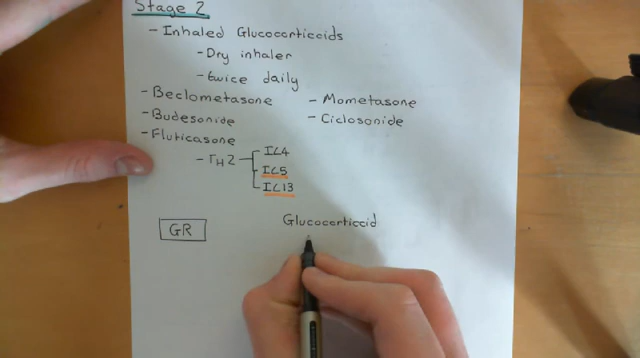 Stage 2
- Inhaled Glucocorticoids
- Dry inhaler
- twice daily
- Beclometasone - Mometasone
- Budesonide - Ciclosonide
- Fluticasone
- TH2 IL4
IL5
IL13
GR Glucocorticoid